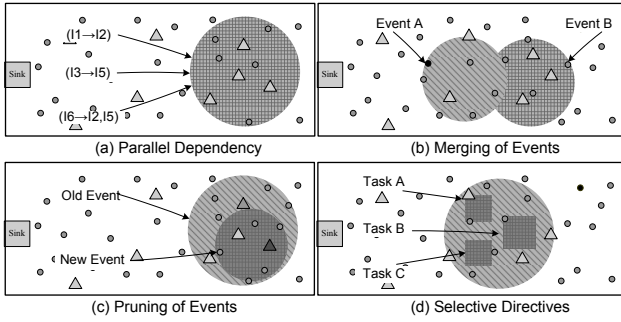 (I1→I2)
Sink
(I3→I5)
(I6→I2,I5)
(a) Parallel Dependency
Event A
Event B
Sink
(b) Merging of Events
Old Event
Sink
New Event
(c) Pruning of Events
Task A
Sink
Task B
Task C
(d) Selective Directives